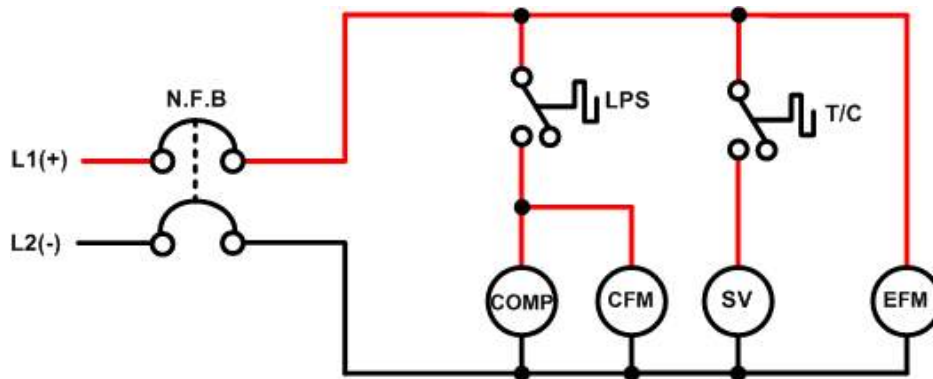 N.F.B
LPS
T/C
L1(+)
L2(-)
COMP
CFM
SV
EFM